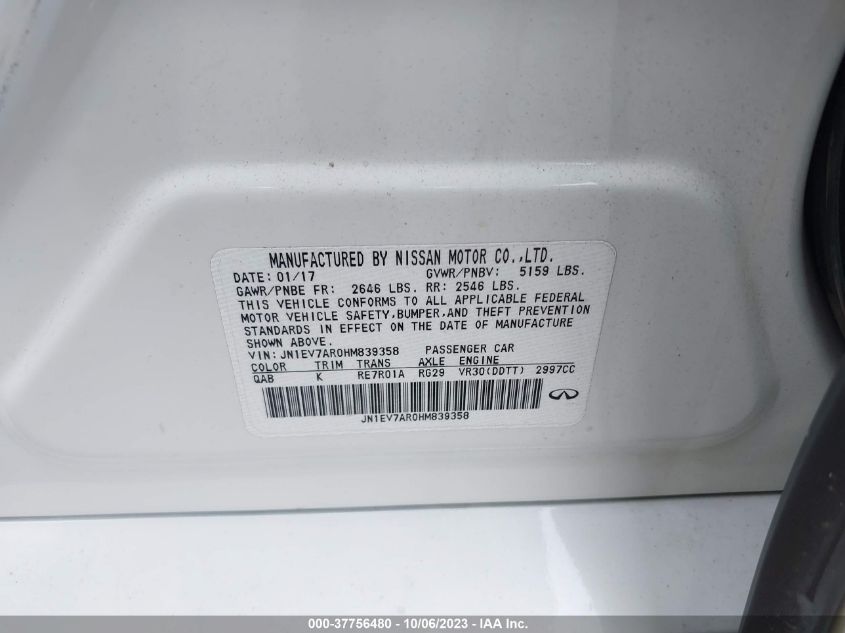 MANUFACTURED BY NISSAN MOTOR CO.,LTD.
DATE: 01/17 GVWR/PNBV: 5159 LBS.
GAWR/PNBE FR: 2646 LBS. RR: 2546 LBS.
THIS VEHICLE CONFORMS TO ALL APPLICABLE FEDERAL
MOTOR VEHICLE SAFETY,BUMPER,AND THEFT PREVENTION
STANDARDS IN EFFECT ON THE DATE OF MANUFACTURE
SHOWN ABOVE.
VIN: JN1EV7AR0HM839358 PASSENGER CAR
COLOR TRIM TRANS AXLE ENGINE
QAB K RE7R01A RG29 VR30(DDTT) 2997CC
JN1EV7AR0HM839358
000-37756480 - 10/06/2023 - IAA Inc.